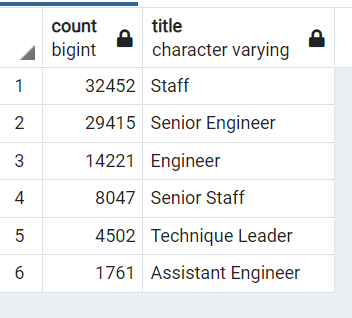 count title
bigint character varying
1 32452 Staff
2 29415 Senior Engineer
3 14221 Engineer
4 8047 Senior Staff
5 4502 Technique Leader
6 1761 Assistant Engineer